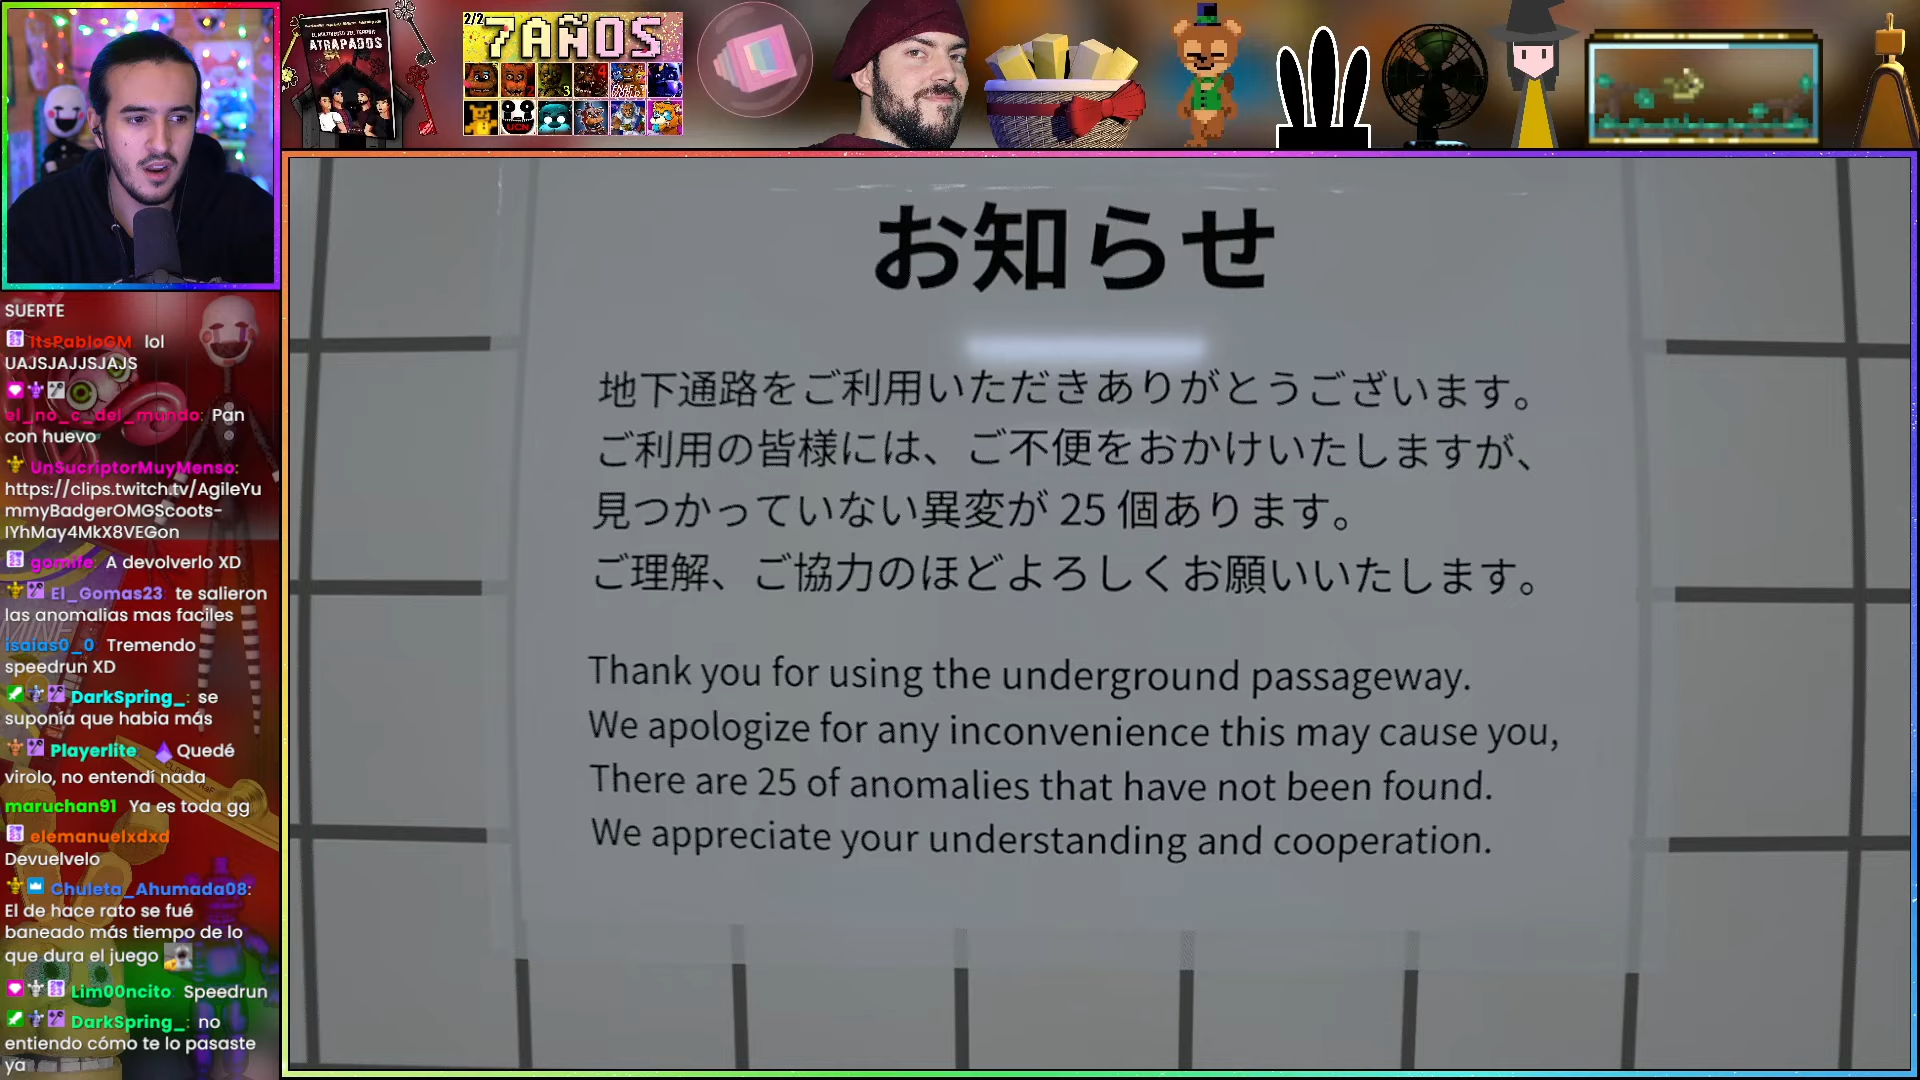 ATRAPADOS
2/2
7AÑOS
3
FNAF WORLD
UCN
SUERTE
ItsPabloGM: lol
UAJSJAJJSJAJS
el_no_c_del_mundo: Pan
con huevo
UnSucriptorMuyMenso:
https://clips.twitch.tv/AgileYu
mmyBadgerOMGScoots-
IYhMay4MkX8VEGon
gomife: A devolverlo XD
El_Gomas23 te salieron
las anomalias mas faciles
isaias0_0 Tremendo
speedrun XD
DarkSpring_: se
suponía que habia más
Playerlite Quedé
virolo, no entendí nada
maruchan91 Ya es toda gg
elemanuelxdxd
Devuelvelo
Chuleta_Ahumada08:
El de hace rato se fué
baneado más tiempo de lo
que dura el juego
Lim00ncito: Speedrun
DarkSpring_: no
entiendo cómo te lo pasaste
ya
お知らせ
地下通路をご利用いただきありがとうございます。
ご利用の皆様には、ご不便をおかけいたしますが、
見つかっていない異変が 25 個あります。
ご理解、ご協力のほどよろしくお願いいたします。
Thank you for using the underground passageway.
We apologize for any inconvenience this may cause you,
There are 25 of anomalies that have not been found.
We appreciate your understanding and cooperation.